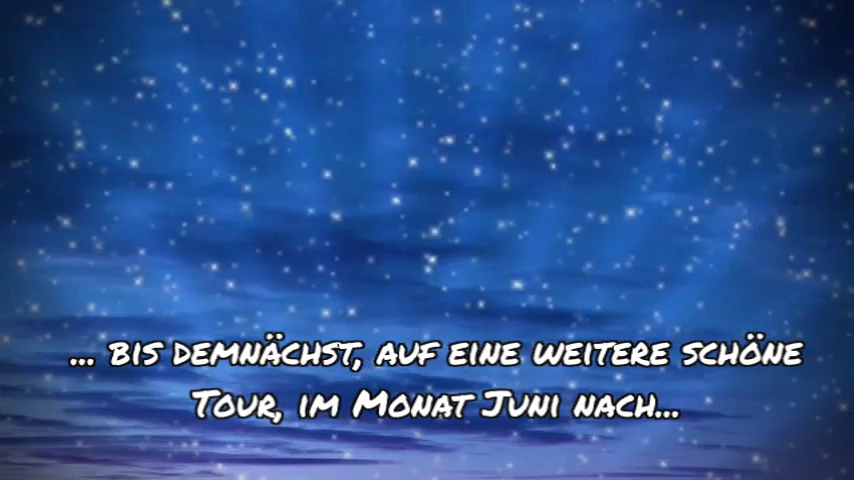 ... bis demnächst, auf eine weitere schöne
Tour, im Monat Juni nach...